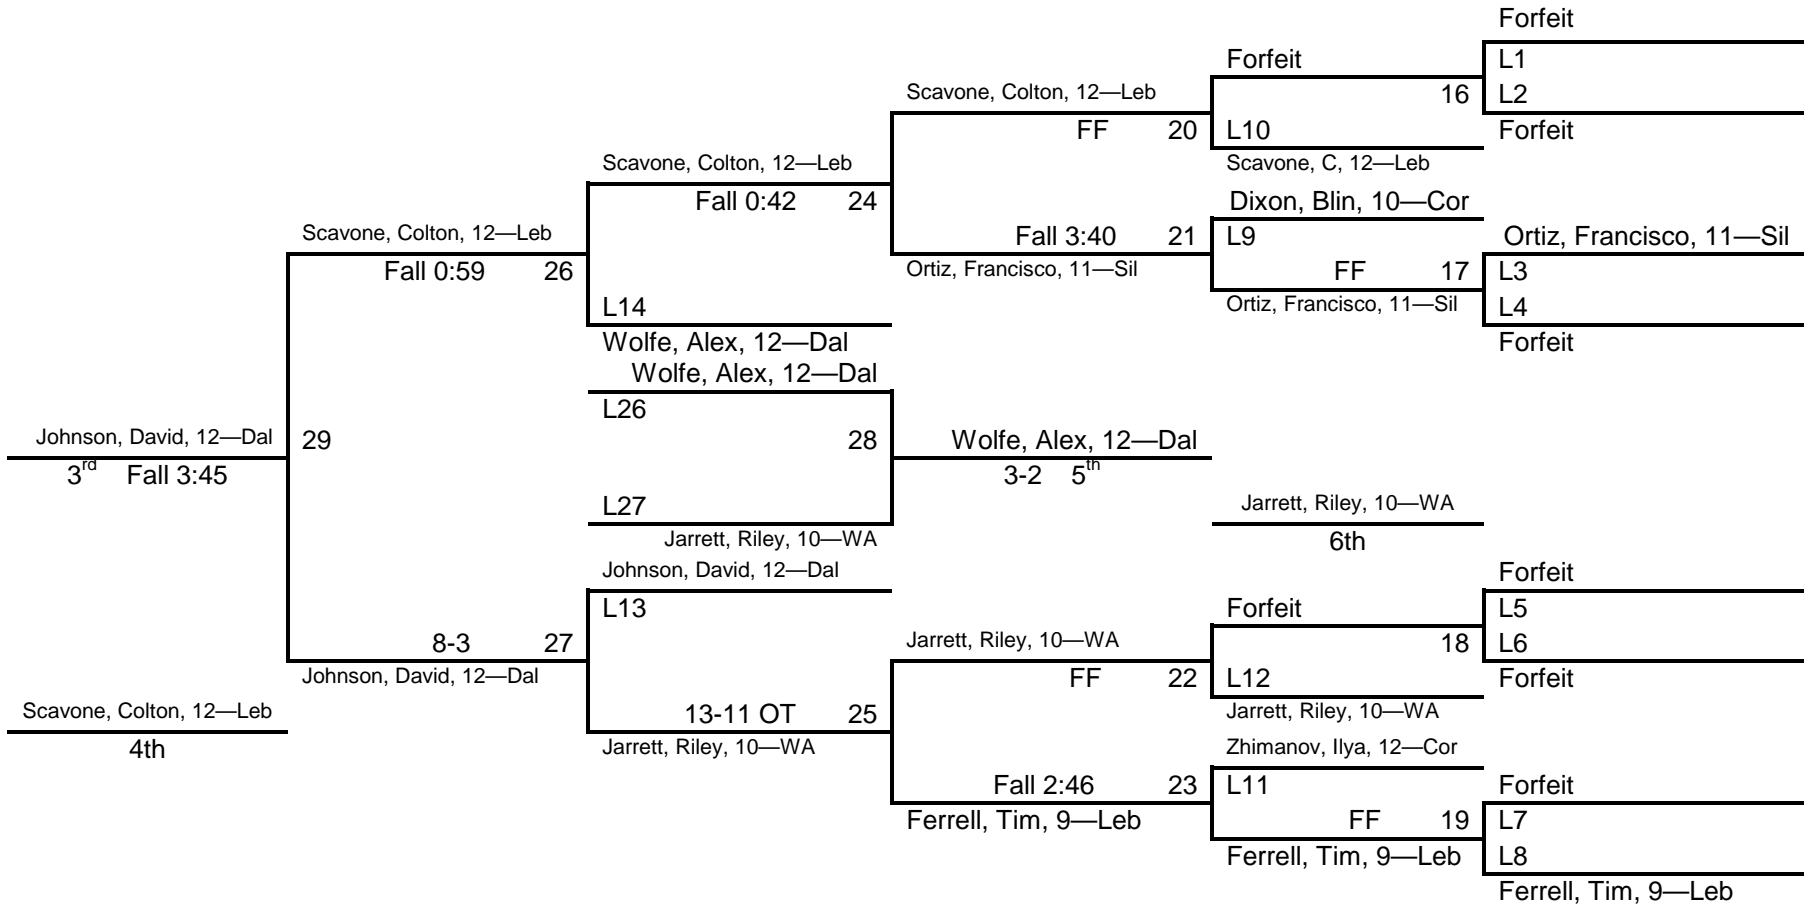 Forfeit
Forfeit
L1
Scavone, Colton, 12—Leb
16
L2
FF
20
L10
Forfeit
Scavone, Colton, 12—Leb
Scavone, C, 12—Leb
Fall 0:42
24
Dixon, Blin, 10—Cor
Scavone, Colton, 12—Leb
Fall 3:40
21
L9
Ortiz, Francisco, 11—Sil
Fall 0:59
26
Ortiz, Francisco, 11—Sil
FF
17
L3
L14
Ortiz, Francisco, 11—Sil
L4
Wolfe, Alex, 12—Dal
Forfeit
Wolfe, Alex, 12—Dal
L26
Johnson, David, 12—Dal
29
28
Wolfe, Alex, 12—Dal
3rd Fall 3:45
3-2 5th
L27
Jarrett, Riley, 10—WA
Jarrett, Riley, 10—WA
6th
Johnson, David, 12—Dal
Forfeit
L13
Forfeit
L5
8-3
27
Jarrett, Riley, 10—WA
18
L6
Johnson, David, 12—Dal
FF
22
L12
Forfeit
Scavone, Colton, 12—Leb
13-11 OT
25
Jarrett, Riley, 10—WA
4th
Jarrett, Riley, 10—WA
Zhimanov, Ilya, 12—Cor
Fall 2:46
23
L11
Forfeit
Ferrell, Tim, 9—Leb
FF
19
L7
Ferrell, Tim, 9—Leb
L8
Ferrell, Tim, 9—Leb